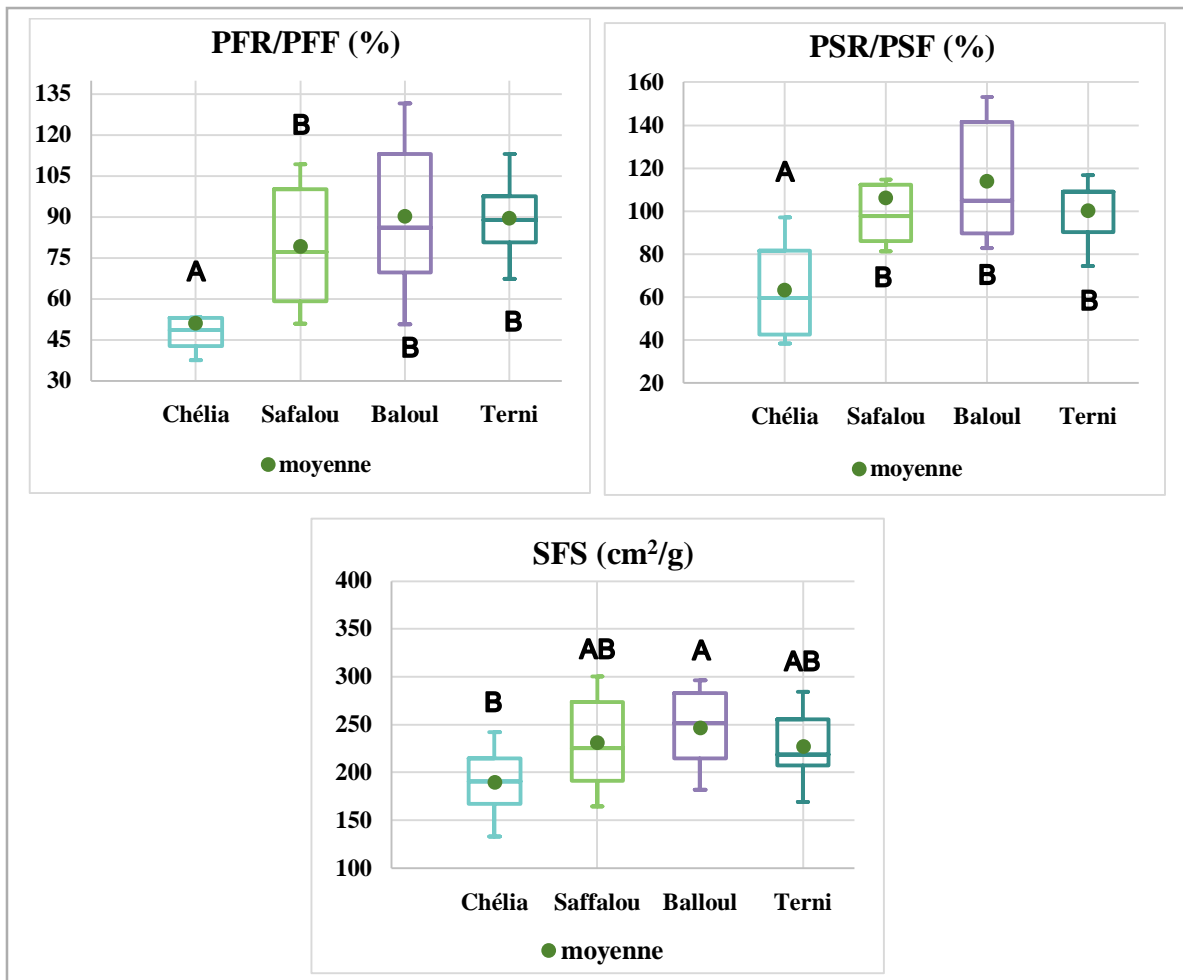 PFR/PFF (%)
135
120
105
90
75
60
45
30
A
B
B
B
Chélia Safalou Baloul Terni
moyenne
PSR/PSF (%)
160
140
120
100
80
60
40
20
A
B
B
B
Chélia Safalou Baloul Terni
moyenne
SFS (cm²/g)
400
350
300
250
200
150
100
B
AB
A
AB
Chélia Saffalou Balloul Terni
moyenne